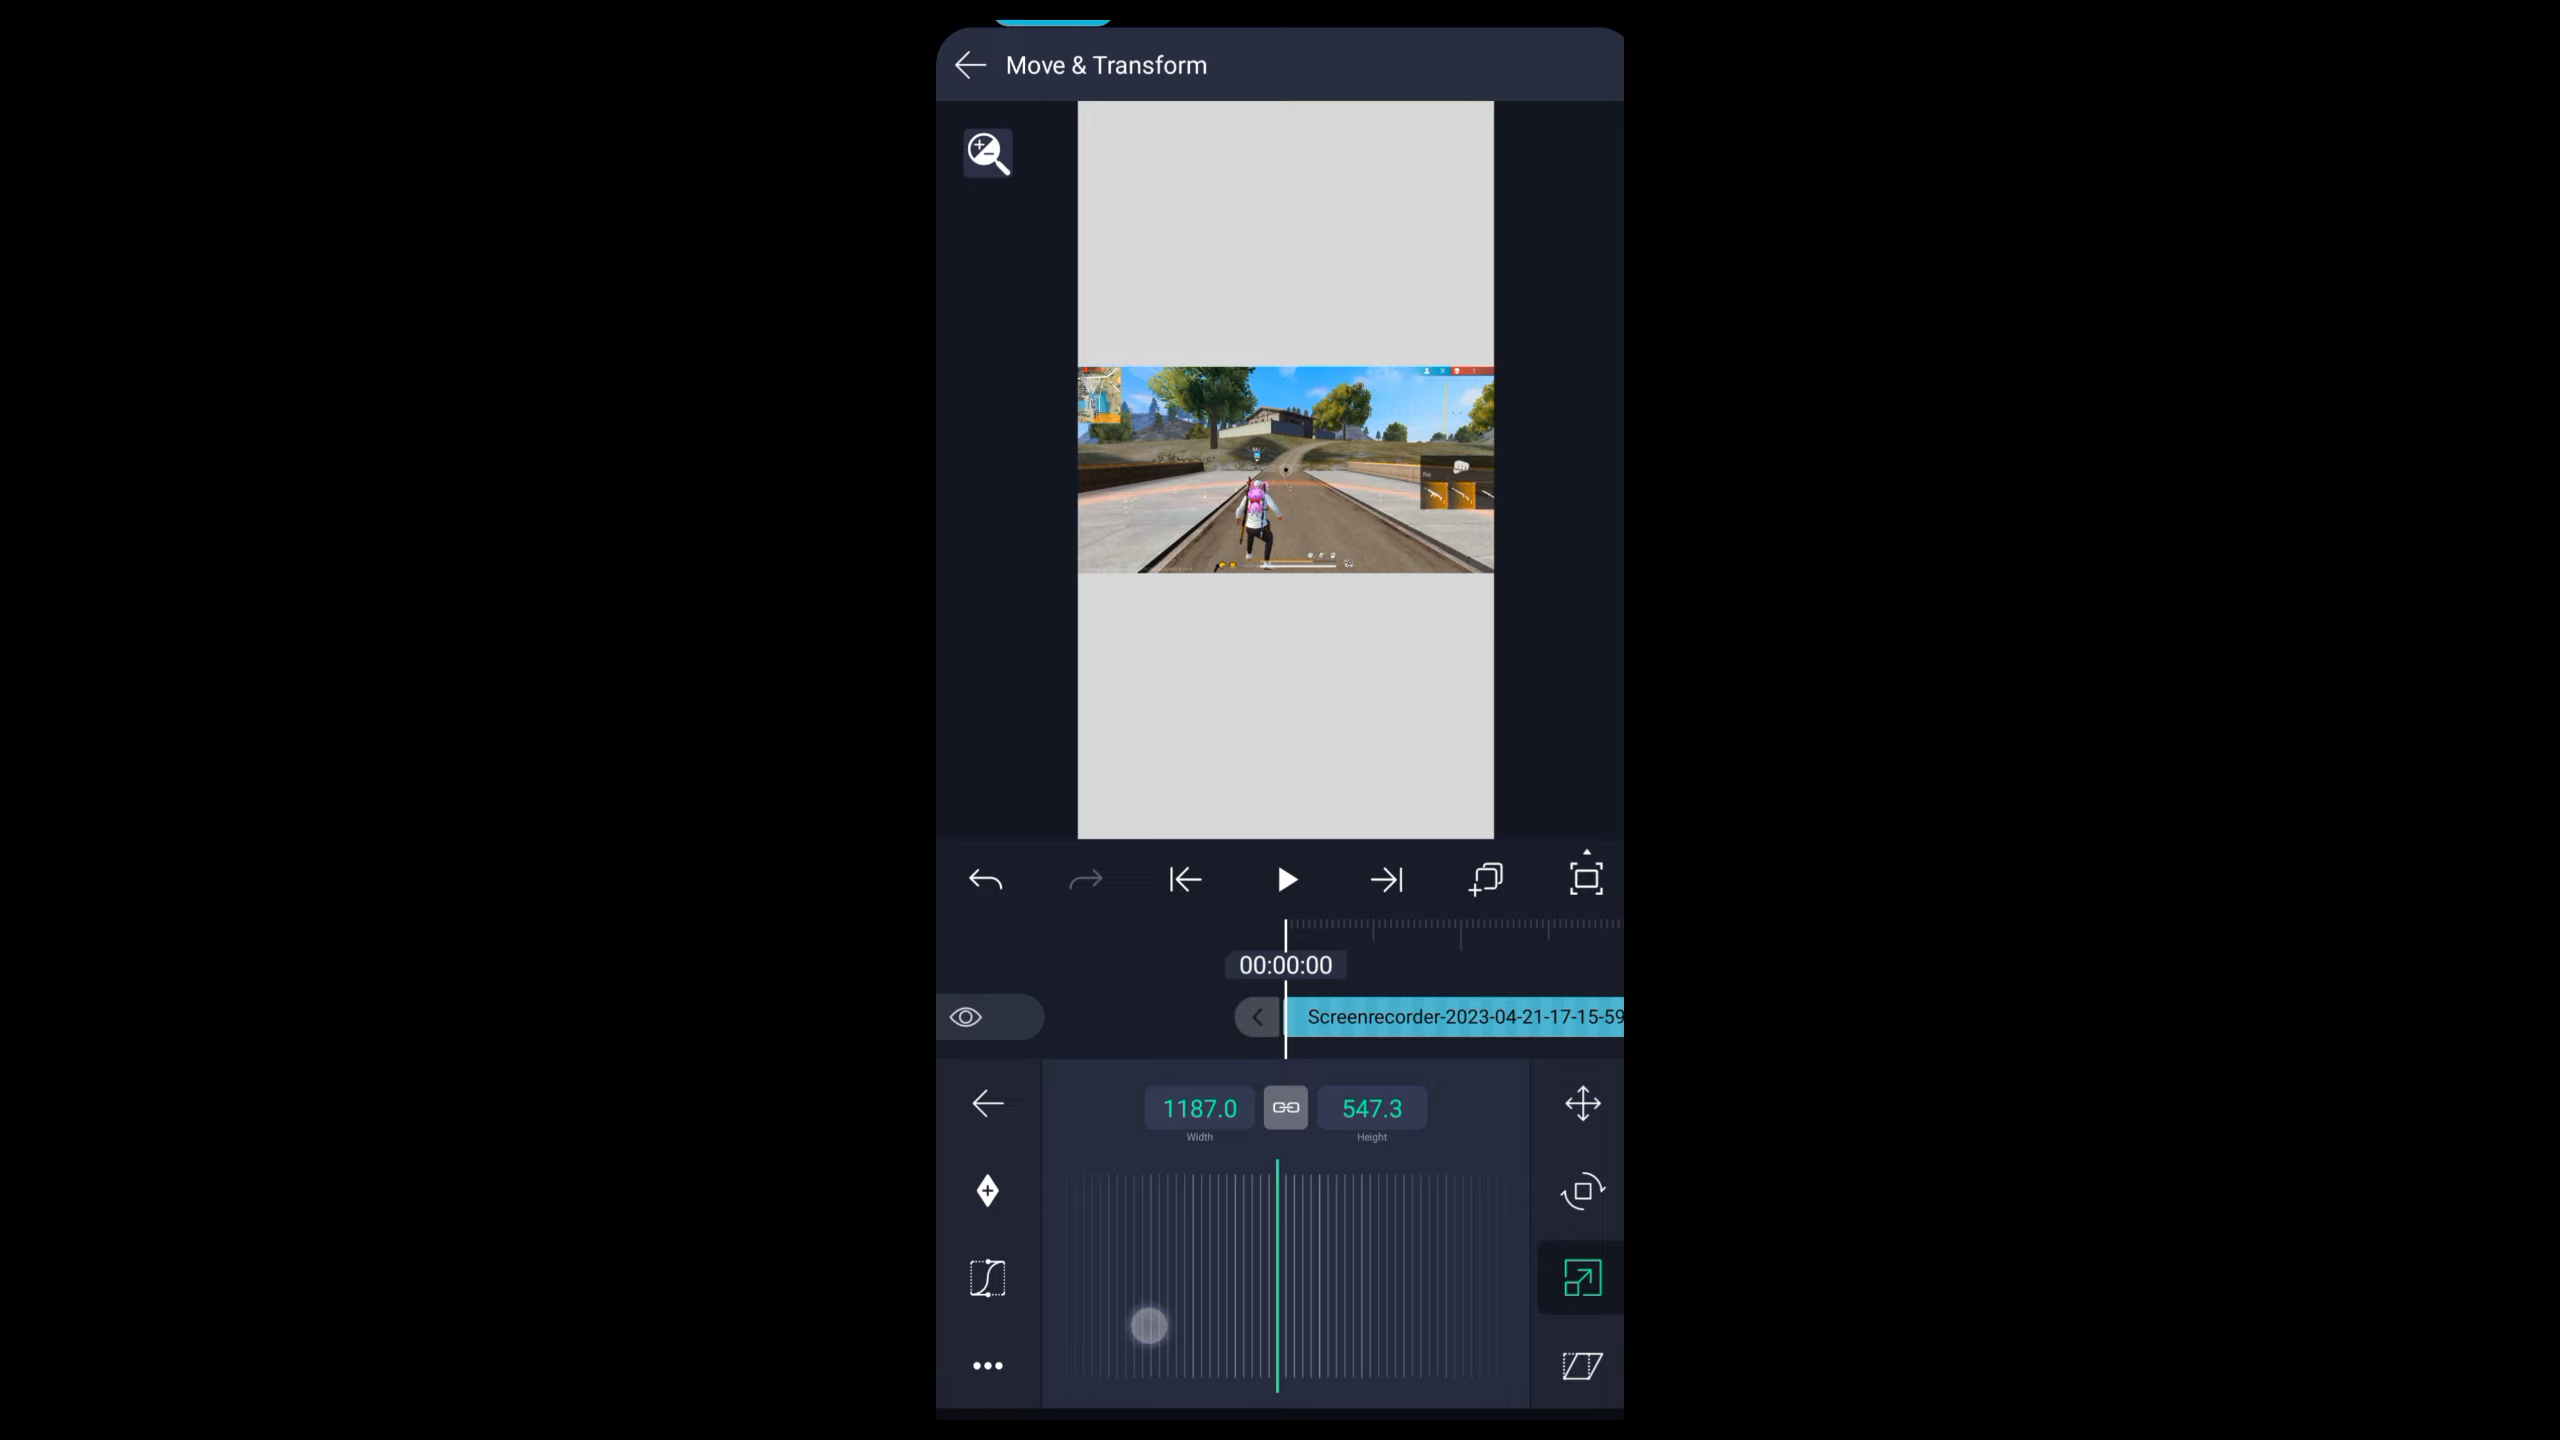 Move & Transform
00:00:00
Screenrecorder-2023-04-21-17-15-59
1187.0
547.3
Width
Height